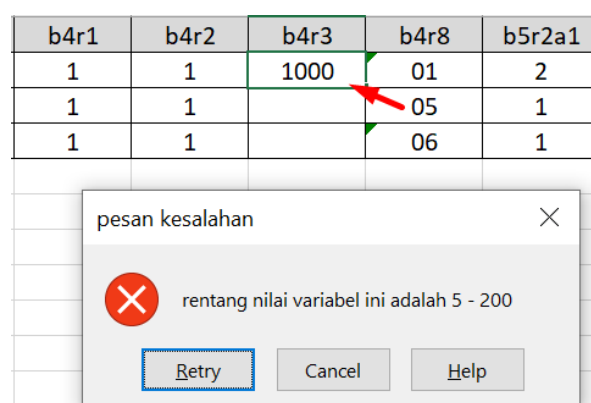 b4r1 b4r2 b4r3 b4r8 b5r2a1
1 1 1000 01 2
1 1 05 1
1 1 06 1
pesan kesalahan
rentang nilai variabel ini adalah 5 - 200
Retry Cancel Help